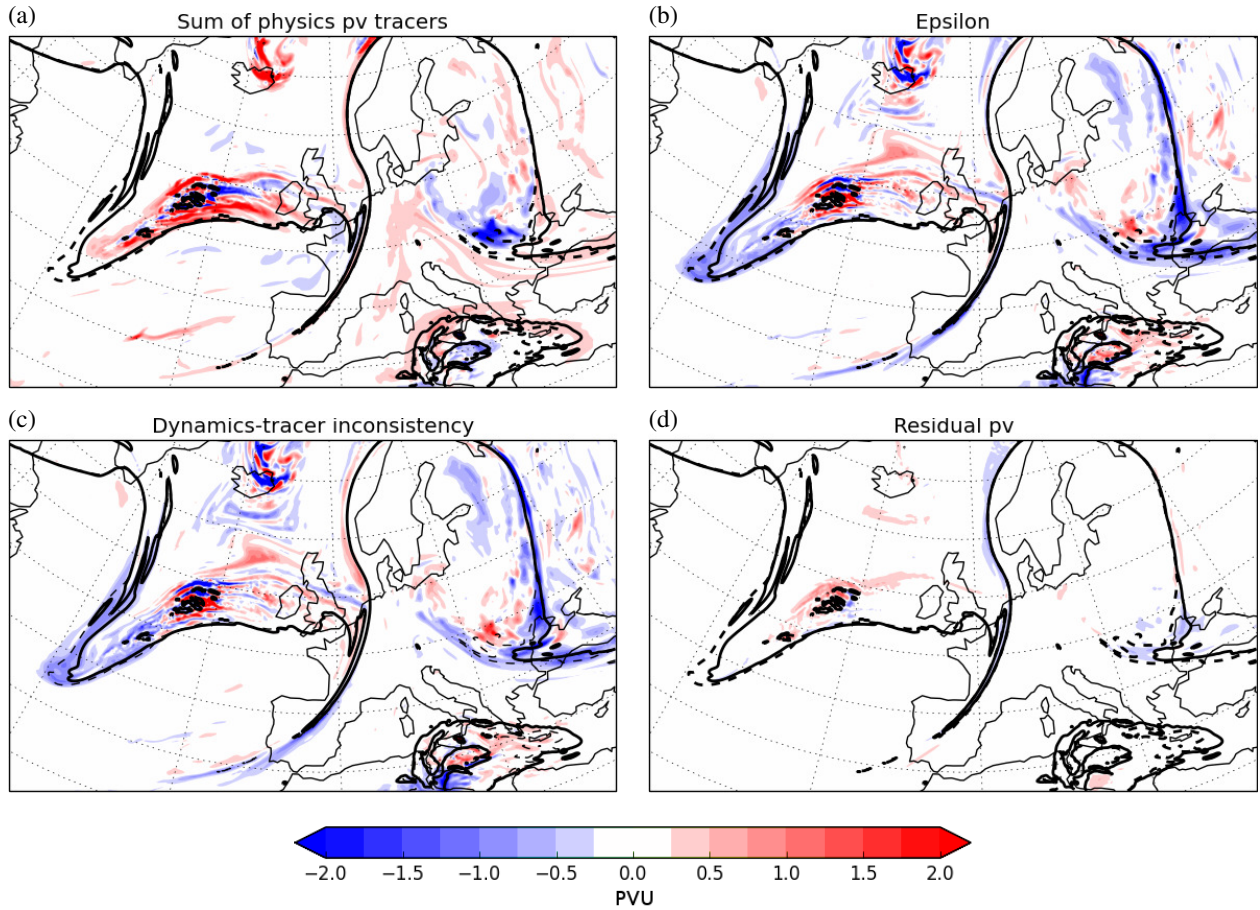 (a) Sum of physics pv tracers
(b) Epsilon
(c) Dynamics-tracer inconsistency
(d) Residual pv
−2.0 −1.5 −1.0 −0.5 0.0 0.5 1.0 1.5 2.0
PVU